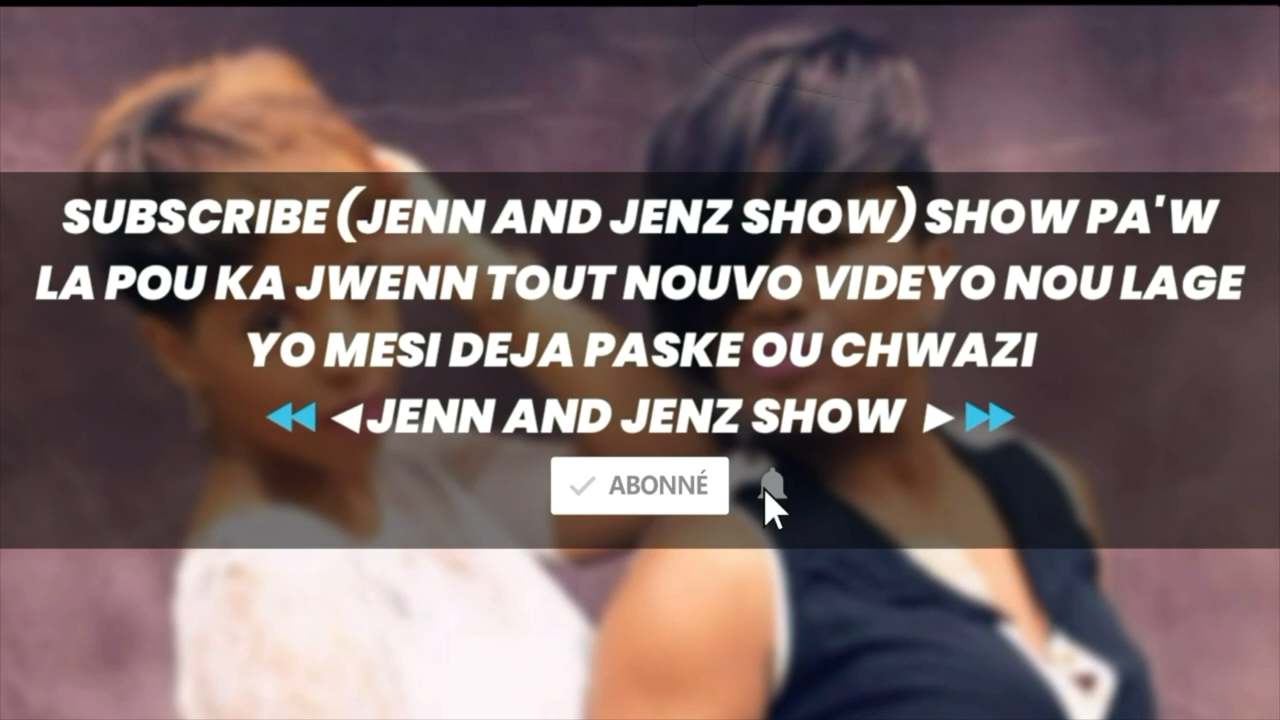 SUBSCRIBE (JENN AND JENZ SHOW) SHOW PA'W
LA POU KA JWENN TOUT NOUVO VIDEYO NOU LAGE
YO MESI DEJA PASKE OU CHWAZI
◀JENN AND JENZ SHOW ▶
ABONNÉ